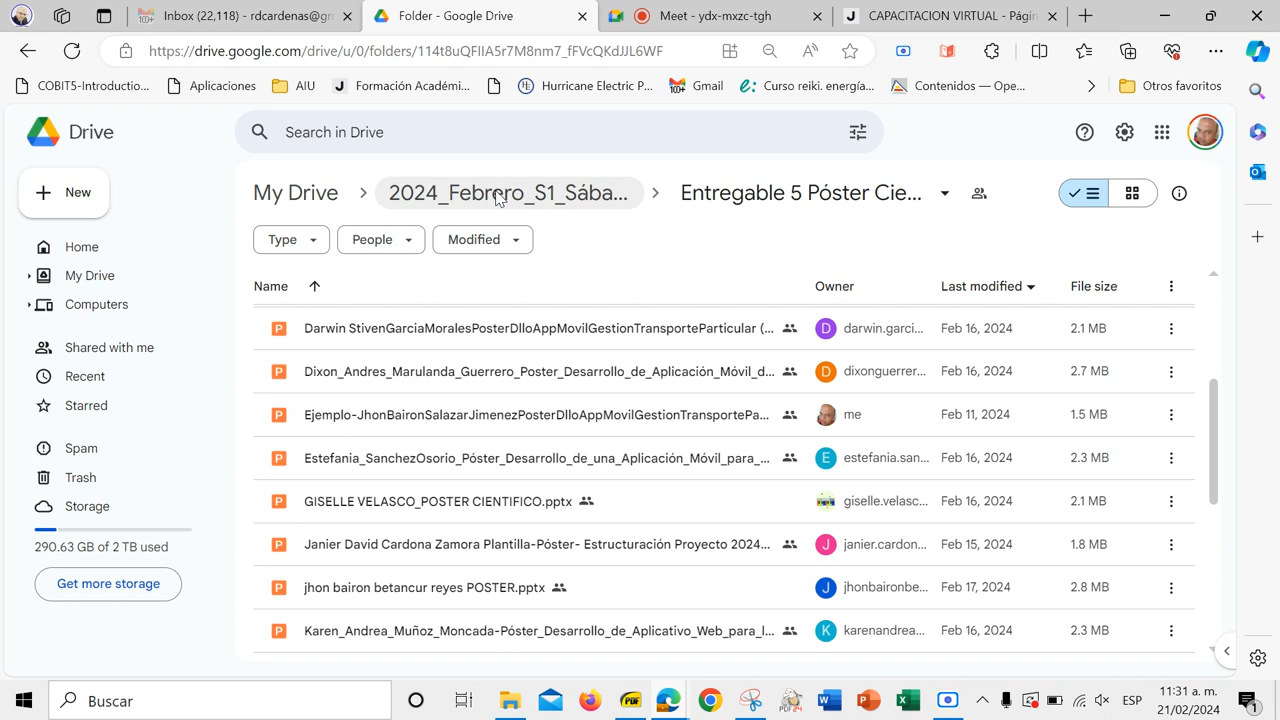 Inbox (22,118) - rdcardenas@gn
Folder - Google Drive
Meet - ydx-npxzc-tgh
CAPACITACION VIRTUAL - Págin
https://drive.google.com/drive/u/0/folders/114t8uQFIIA5r7M8nm7_fFVcQKdJJL6WF
COBIT5-Introductio...
Aplicaciones
AIU
Formación Académi...
Hurricane Electric P...
Gmail
Curso reiki. energía...
Contenidos — Ope...
Otros favoritos
Drive
Search in Drive
New
My Drive
2024_Febrero_S1_Sába...
Entregable 5 Póster Cie...
Type
People
Modified
Home
My Drive
Computers
Shared with me
Recent
Starred
Spam
Trash
Storage
290.63 GB of 2 TB used
Get more storage
Name Owner Last modified File size
Darwin StivenGarciaMoralesPosterDlloAppMovilGestionTransporteParticular (... D darwin.garci... Feb 16, 2024 2.1 MB
Dixon_Andres_Marulanda_Guerrero_Poster_Desarrollo_de_Aplicación_Móvil_d... D dixonguerrer... Feb 16, 2024 2.7 MB
Ejemplo-JhonBaironSalazarJimenezPosterDlloAppMovilGestionTransportePa... me Feb 11, 2024 1.5 MB
Estefania_SanchezOsorio_Póster_Desarrollo_de_una_Aplicación_Móvil_para_... E estefania.san... Feb 16, 2024 2.3 MB
GISELLE VELASCO_POSTER CIENTIFICO.pptx giselle.velasc... Feb 16, 2024 2.1 MB
Janier David Cardona Zamora Plantilla-Póster- Estructuración Proyecto 2024... J janier.cardon... Feb 15, 2024 1.8 MB
jhon bairon betancur reyes POSTER.pptx J jhonbaironbe... Feb 17, 2024 2.8 MB
Karen_Andrea_Muñoz_Moncada-Póster_Desarrollo_de_Aplicativo_Web_para_l... K karenandrea... Feb 16, 2024 2.3 MB
Buscar
ESP
11:31 a. m.
21/02/2024